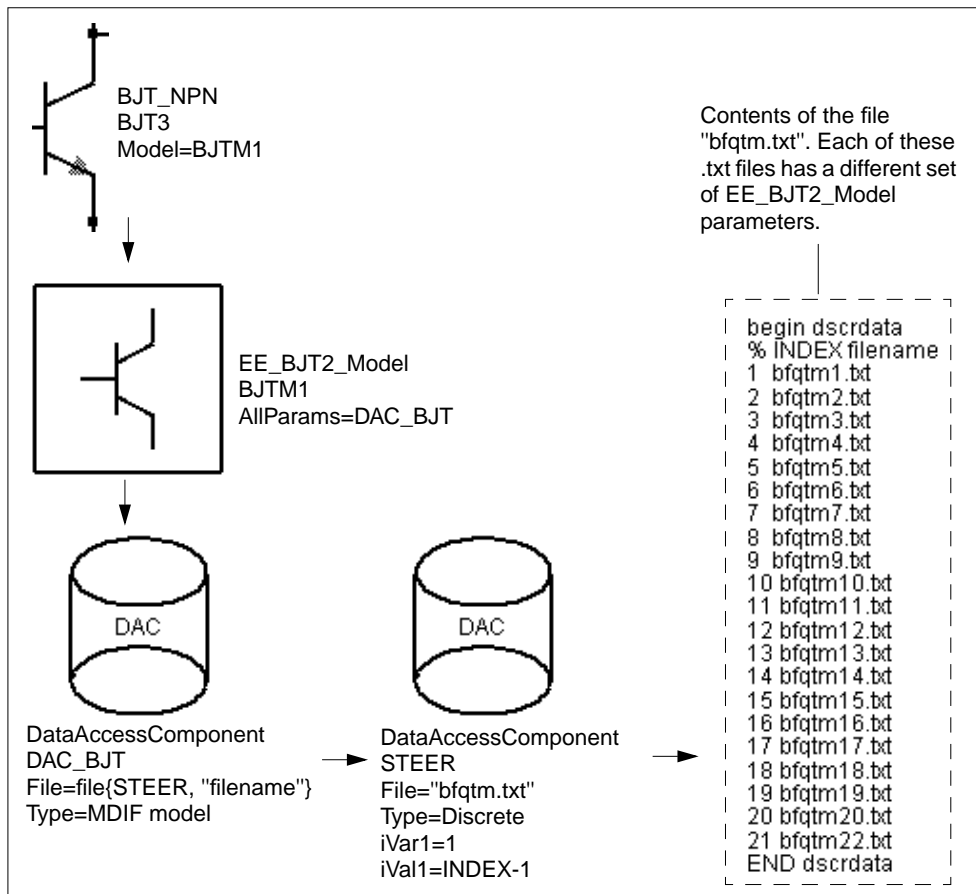 BJT_NPN
BJT3
Model=BJTM1
Contents of the file
"bfqtm.txt". Each of these
.txt files has a different set
of EE_BJT2_Model
parameters.
EE_BJT2_Model
BJTM1
AllParams=DAC_BJT
DAC
DataAccessComponent
DAC_BJT
File=file{STEER, "filename"}
Type=MDIF model
DAC
DataAccessComponent
STEER
File="bfqtm.txt"
Type=Discrete
iVar1=1
iVal1=INDEX-1
begin dscrdata
% INDEX filename
1 bfqtm1.txt
2 bfqtm2.txt
3 bfqtm3.txt
4 bfqtm4.txt
5 bfqtm5.txt
6 bfqtm6.txt
7 bfqtm7.txt
8 bfqtm8.txt
9 bfqtm9.txt
10 bfqtm10.txt
11 bfqtm11.txt
12 bfqtm12.txt
13 bfqtm13.txt
14 bfqtm14.txt
15 bfqtm15.txt
16 bfqtm16.txt
17 bfqtm17.txt
18 bfqtm18.txt
19 bfqtm19.txt
20 bfqtm20.txt
21 bfqtm22.txt
END dscrdata